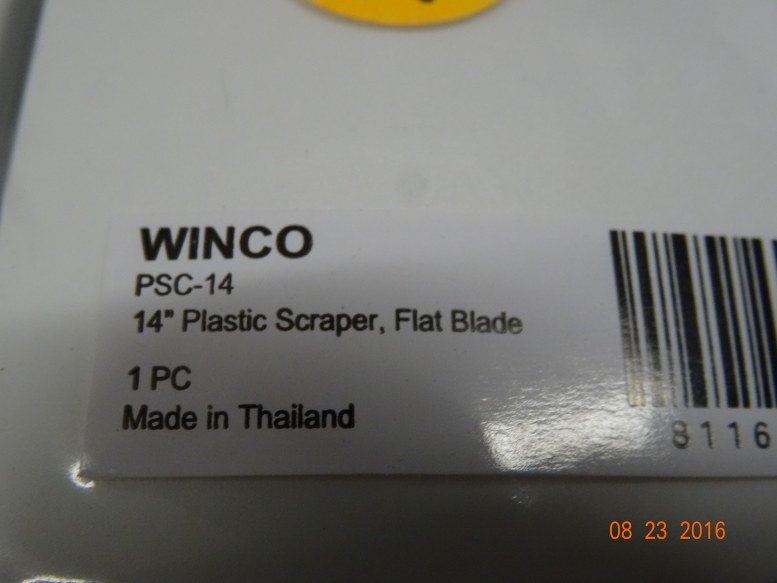 WINCO
PSC-14
14" Plastic Scraper, Flat Blade
1 PC
Made in Thailand
8116
08 23 2016